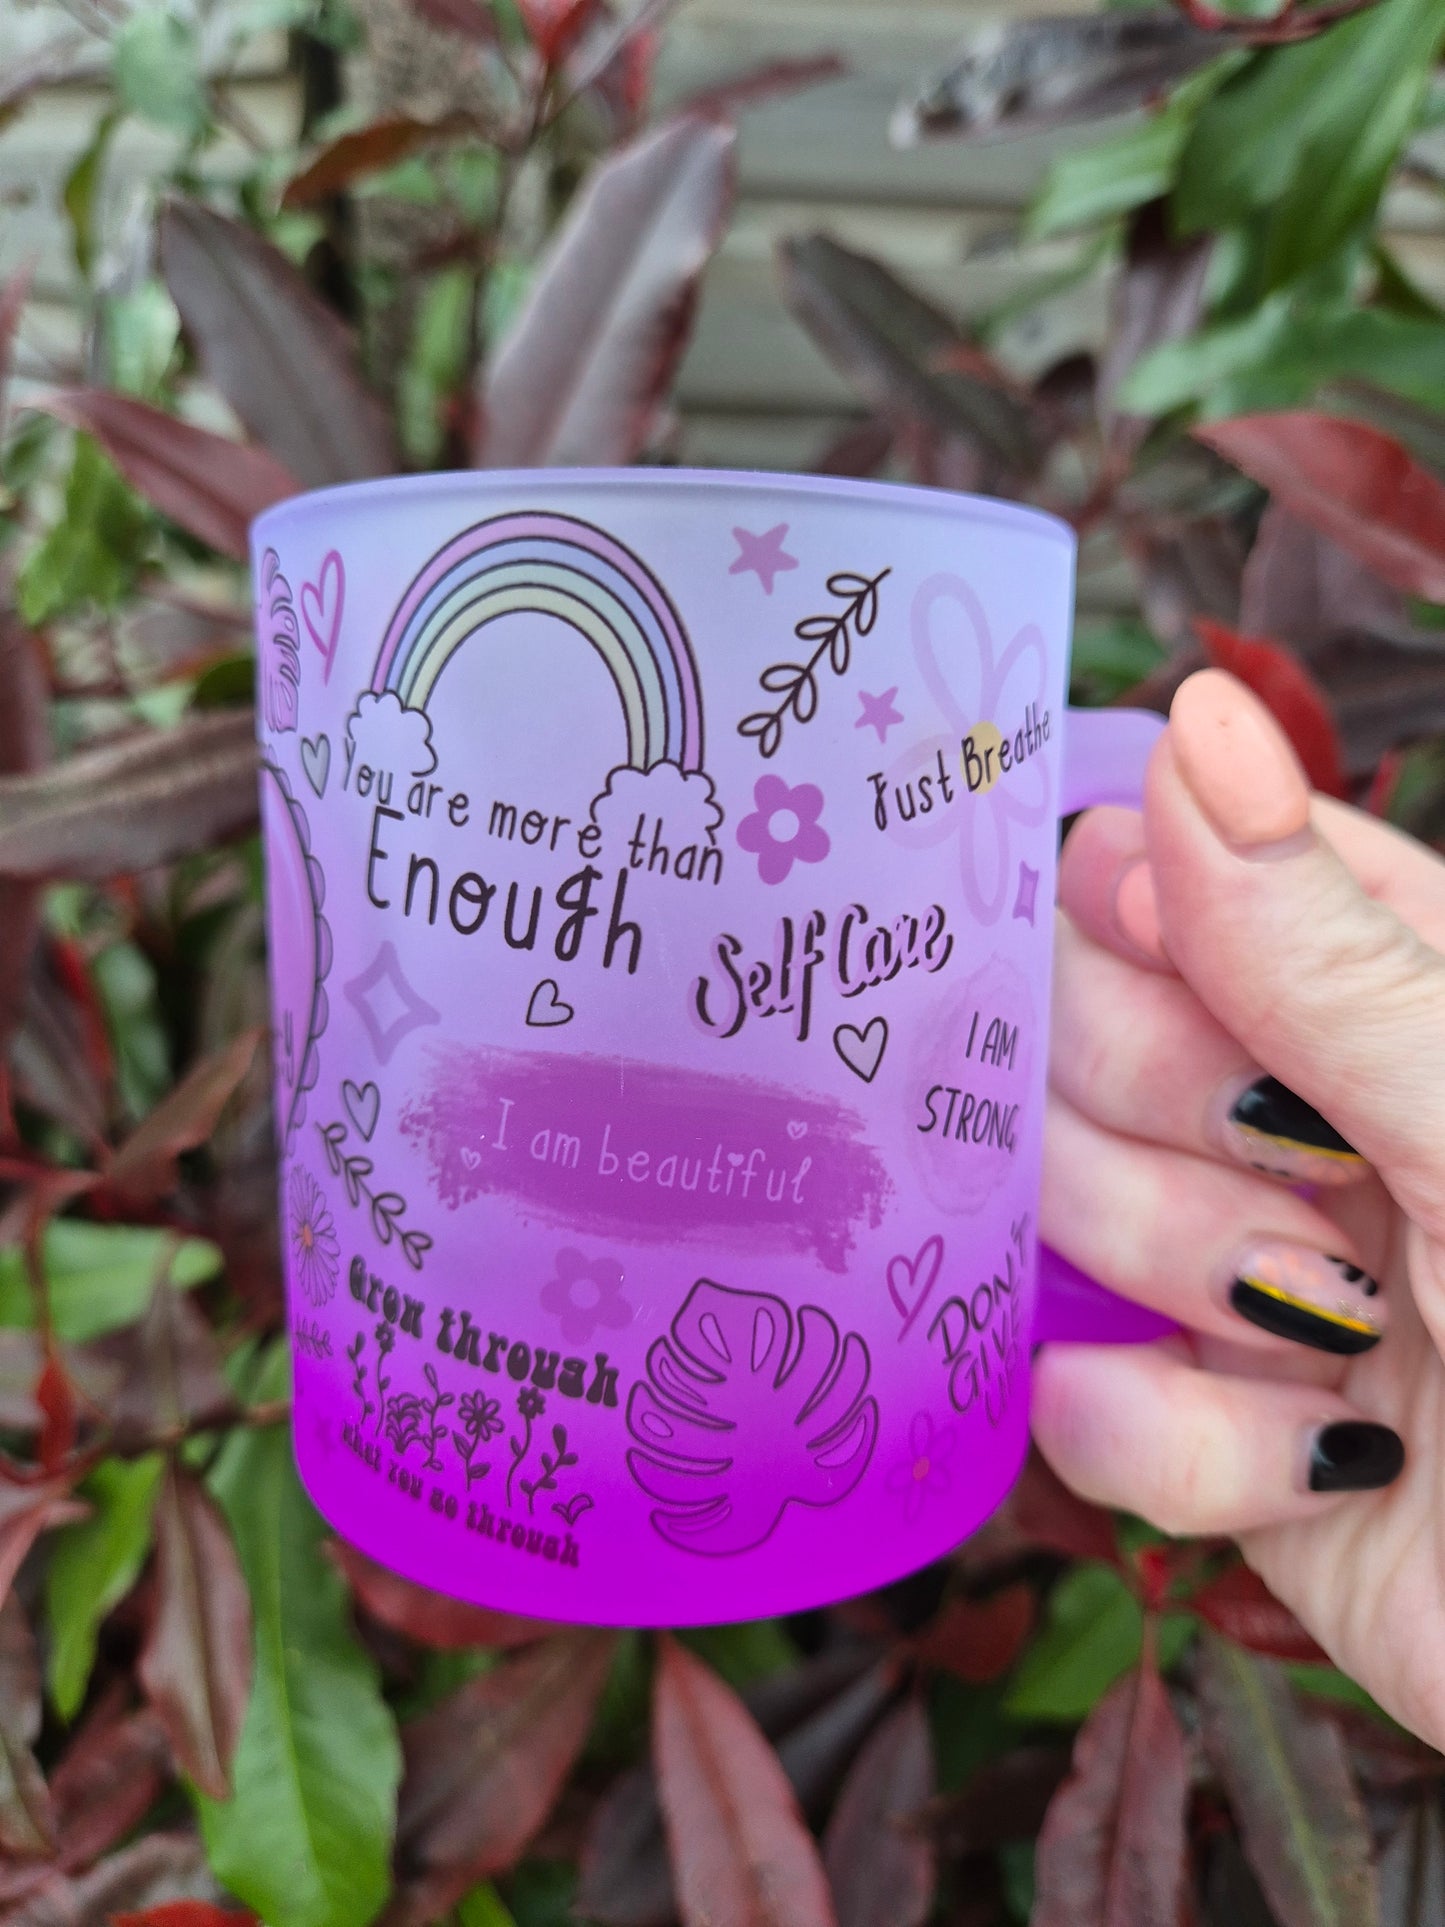 You are more than
Enough
Just Breathe
Self Care
I AM
STRONG
I am beautiful
Grow through
what you go through
DON'T
GIVE